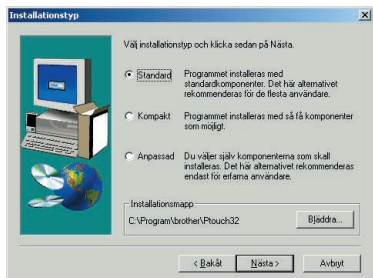 Installationstyp
Välj installationstyp och klicka sedan på Nästa.
Standard
Programmet installeras med
standardkomponenter. Det här alternativet
rekommenderas för de flesta användare.
Kompakt
Programmet installeras med så få komponenter
som möjligt.
Anpassad
Du väljer själv komponenterna som skall
installeras. Det här alternativet rekommenderas
endast för erfarna användare.
Installationsmapp
C:\Program\brother\Ptouch32
Bläddra...
< Bakåt
Nästa >
Avbryt